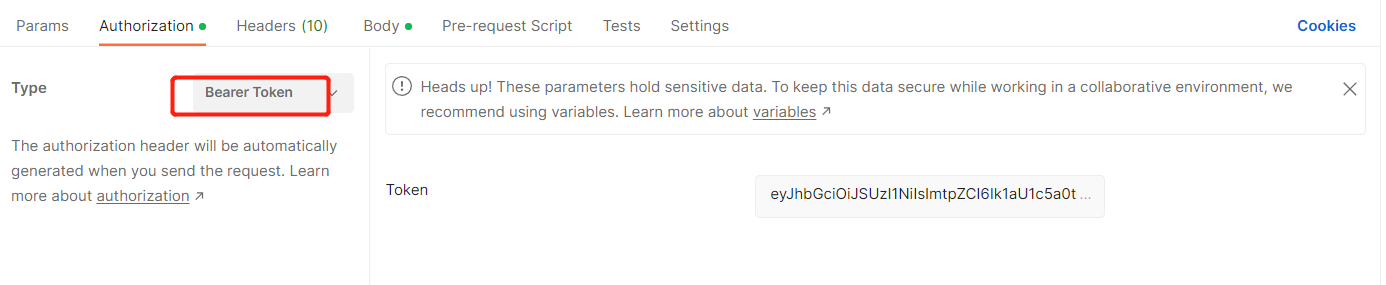 Params Authorization Headers (10) Body Pre-request Script Tests Settings Cookies
Type
Bearer Token
The authorization header will be automatically
generated when you send the request. Learn
more about authorization ↗
Heads up! These parameters hold sensitive data. To keep this data secure while working in a collaborative environment, we
recommend using variables. Learn more about variables ↗
Token
eyJhbGciOiJSUzI1NiIsImtpZCI6Ik1aU1c5a0t ...